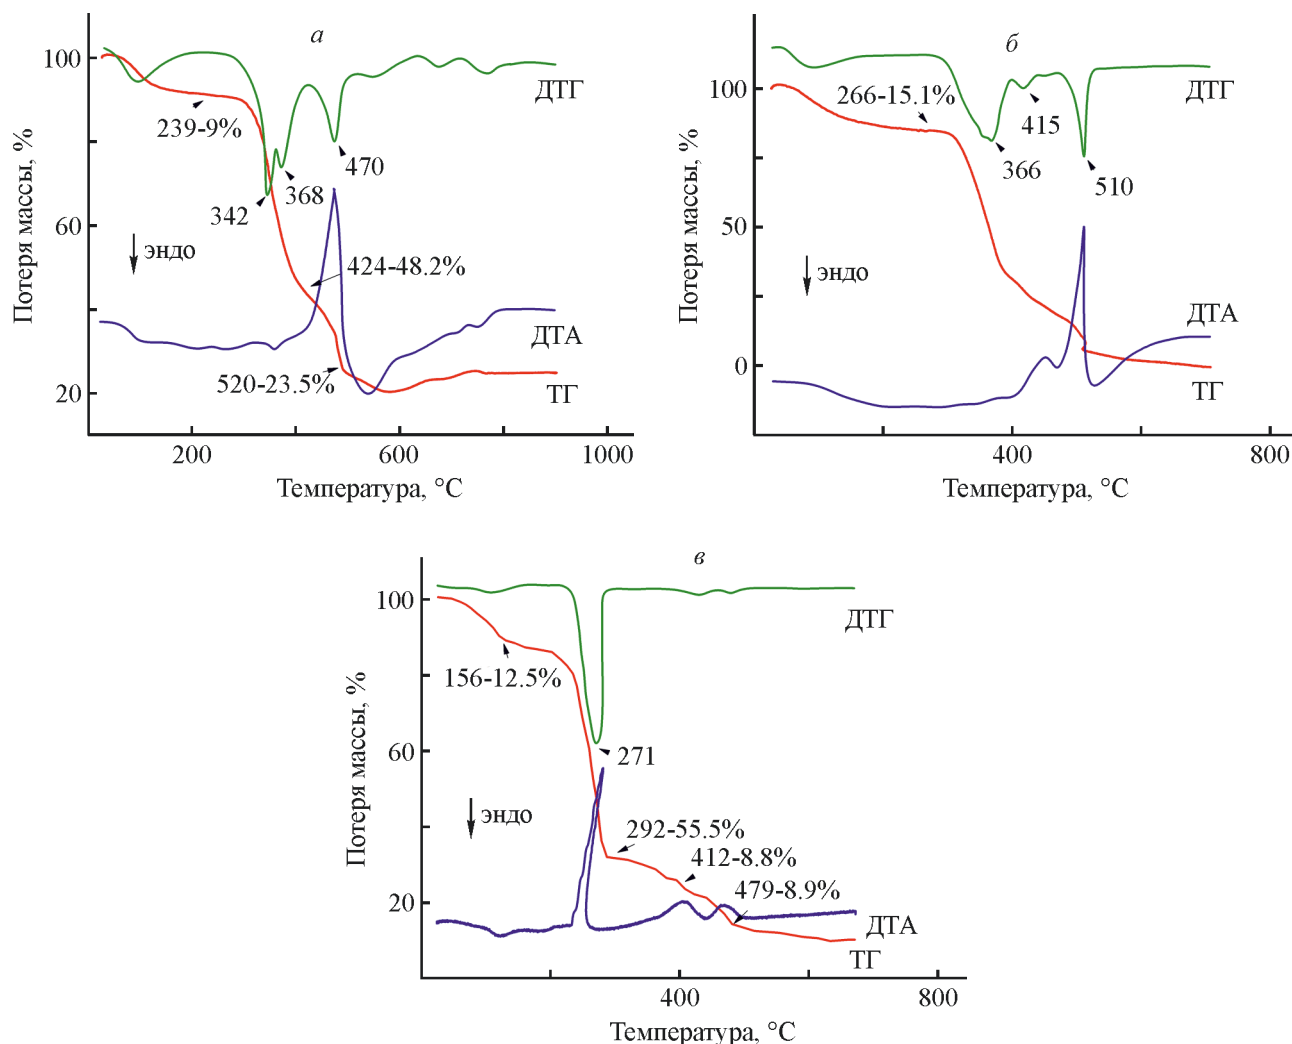 а
100
60
20
Потеря массы, %
эндо
239-9%
342
368
470
424-48.2%
520-23.5%
ДТГ
ДТА
ТГ
200
600
1000
Температура, °C
б
100
50
0
Потеря массы, %
эндо
266-15.1%
366
415
510
ДТГ
ДТА
ТГ
400
800
Температура, °C
в
100
60
20
Потеря массы, %
эндо
156-12.5%
271
292-55.5%
412-8.8%
479-8.9%
ДТГ
ДТА
ТГ
400
800
Температура, °C